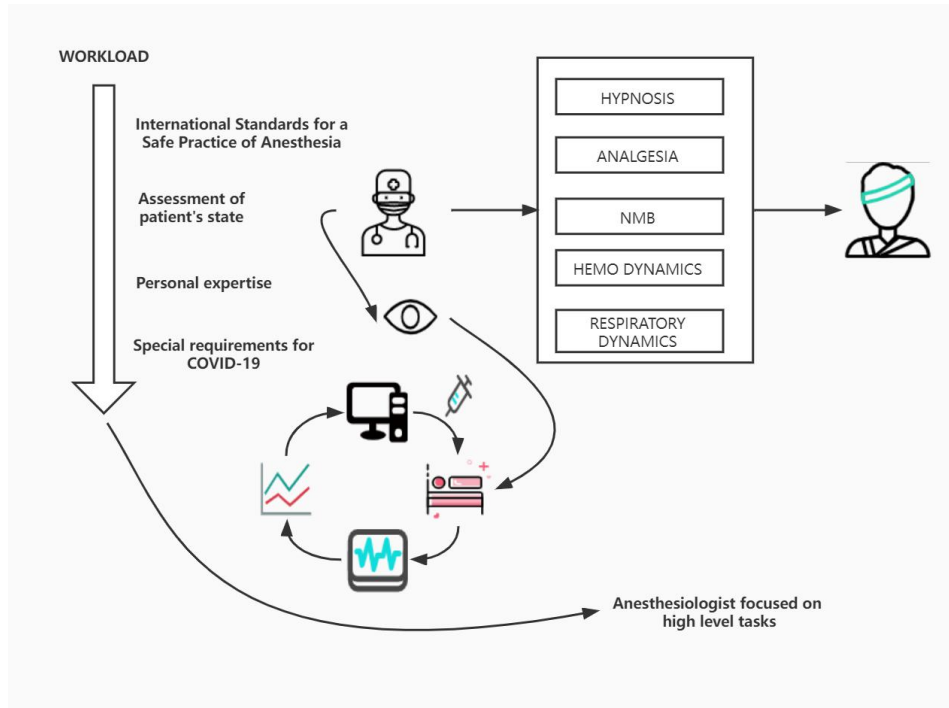 WORKLOAD
International Standards for a
Safe Practice of Anesthesia
Assessment of
patient's state
Personal expertise
Special requirements for
COVID-19
HYPNOSIS
ANALGESIA
NMB
HEMO DYNAMICS
RESPIRATORY
DYNAMICS
Anesthesiologist focused on
high level tasks